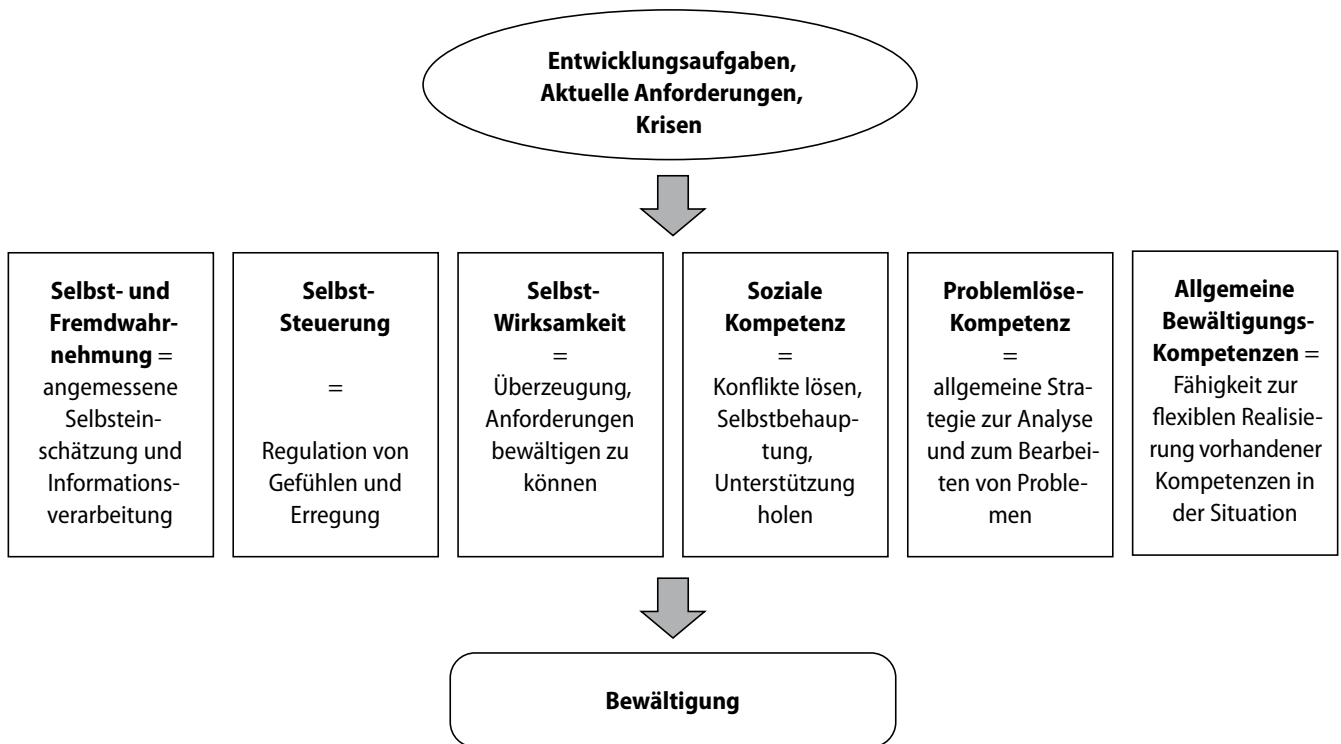 Entwicklungsaufgaben,
Aktuelle Anforderungen,
Krisen
Selbst- und
Fremdwahr-
nehmung =
angemessene
Selbstein-
schätzung und
Informations-
verarbeitung
Selbst-
Steuerung
=
Regulation von
Gefühlen und
Erregung
Selbst-
Wirksamkeit
=
Überzeugung,
Anforderungen
bewältigen zu
können
Soziale
Kompetenz
=
Konflikte lösen,
Selbstbehaup-
tung,
Unterstützung
holen
Problemlöse-
Kompetenz
=
allgemeine Stra-
tegie zur Analyse
und zum Bearbei-
ten von Proble-
men
Allgemeine
Bewältigungs-
Kompetenzen =
Fähigkeit zur
flexiblen Realisie-
rung vorhandener
Kompetenzen in
der Situation
Bewältigung